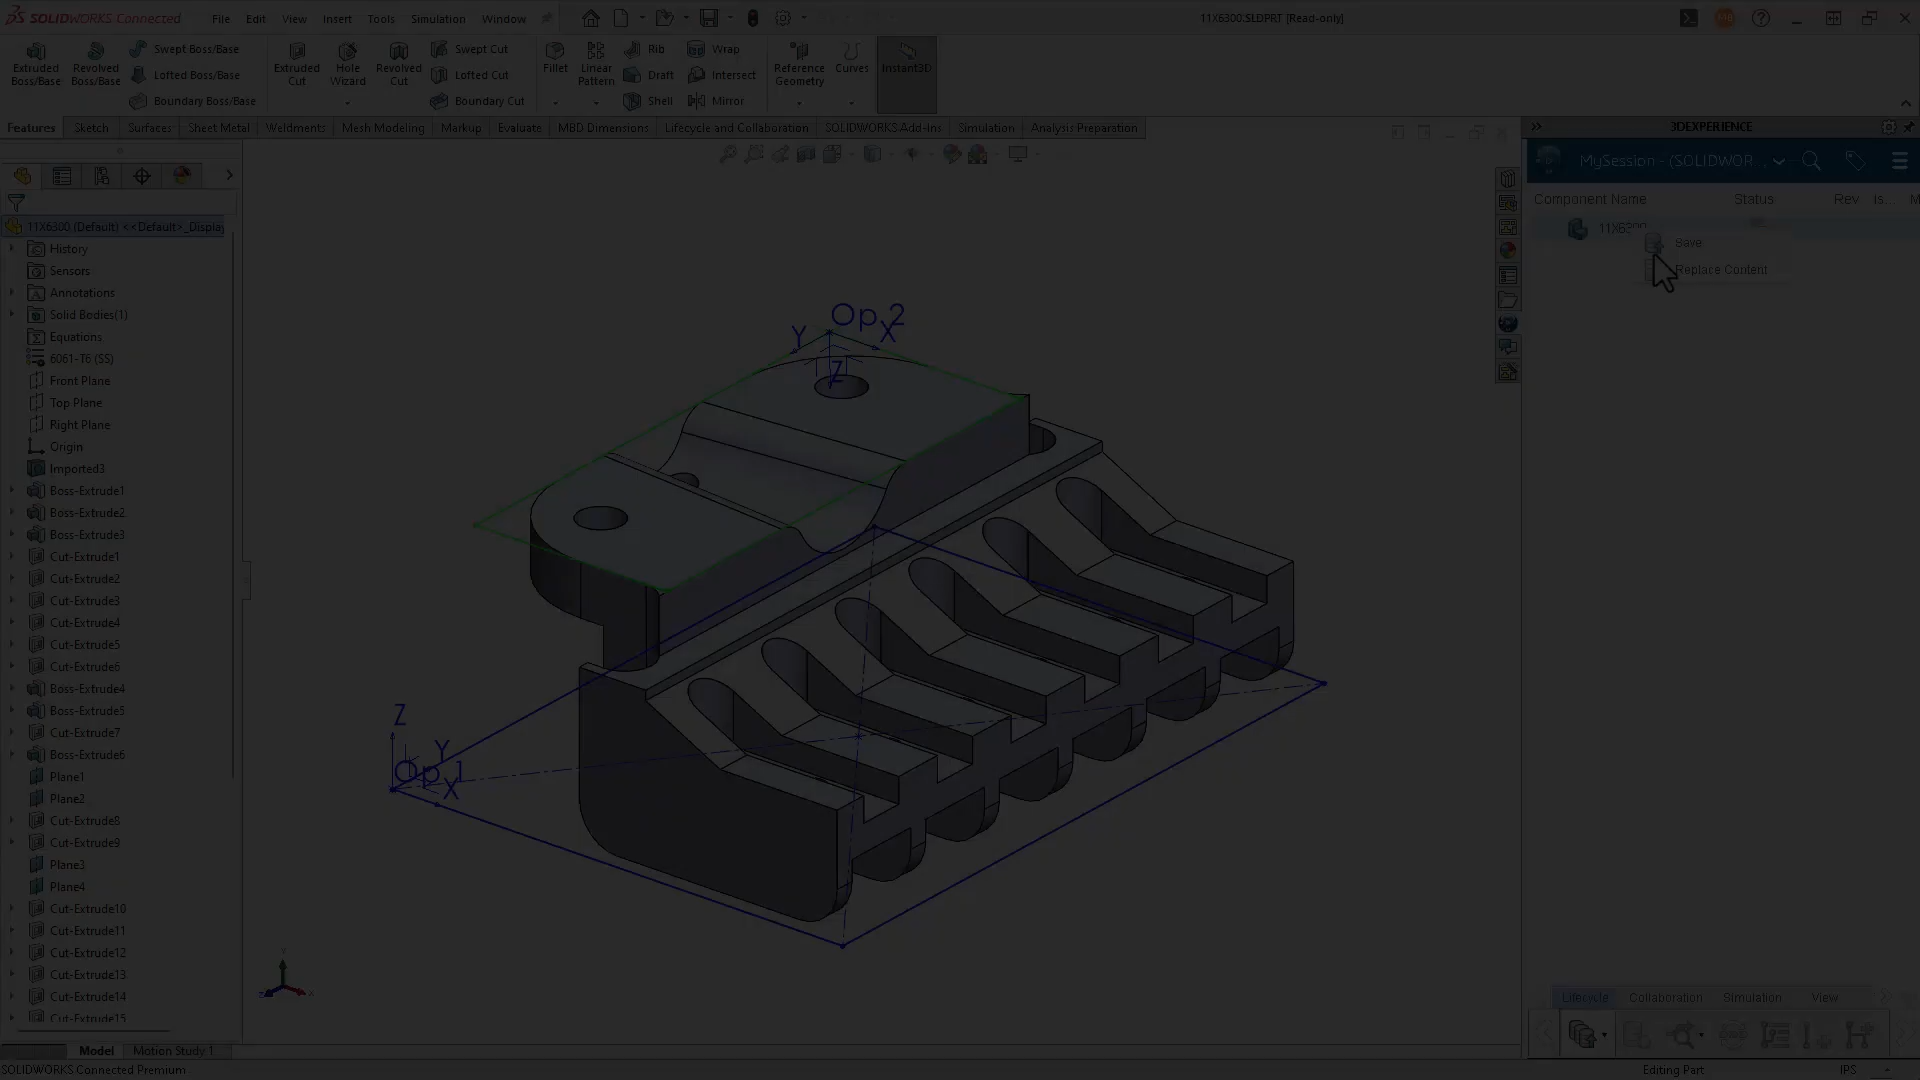 SOLIDWORKS Connected
File Edit View Insert Tools Simulation Window
11X6300.SLDPRT [Read-only]
Extruded Boss/Base
Revolved Boss/Base
Swept Boss/Base
Lofted Boss/Base
Boundary Boss/Base
Extruded Cut
Hole Wizard
Revolved Cut
Swept Cut
Lofted Cut
Boundary Cut
Fillet
Linear Pattern
Rib
Draft
Shell
Wrap
Intersect
Mirror
Reference Geometry
Curves
Instant3D
Features Sketch Surfaces Sheet Metal Weldments Mesh Modeling Markup Evaluate MBD Dimensions Lifecycle and Collaboration SOLIDWORKS Add-Ins Simulation Analysis Preparation
3DEXPERIENCE
MySession - (SOLIDWOR...
Component Name Status Rev Is... M
11X6300
Save
Replace Content
11X6300 (Default) <<Default>_Display
History
Sensors
Annotations
Solid Bodies(1)
Equations
6061-T6 (SS)
Front Plane
Top Plane
Right Plane
Origin
Imported3
Boss-Extrude1
Boss-Extrude2
Boss-Extrude3
Cut-Extrude1
Cut-Extrude2
Cut-Extrude3
Cut-Extrude4
Cut-Extrude5
Cut-Extrude6
Boss-Extrude4
Boss-Extrude5
Cut-Extrude7
Boss-Extrude6
Plane1
Plane2
Cut-Extrude8
Cut-Extrude9
Plane3
Plane4
Cut-Extrude10
Cut-Extrude11
Cut-Extrude12
Cut-Extrude13
Cut-Extrude14
Cut-Extrude15
Op 2
Y
X
Z
Z
Y
Op 1
X
Lifecycle Collaboration Simulation View
Model Motion Study 1
SOLIDWORKS Connected Premium
Editing Part
IPS